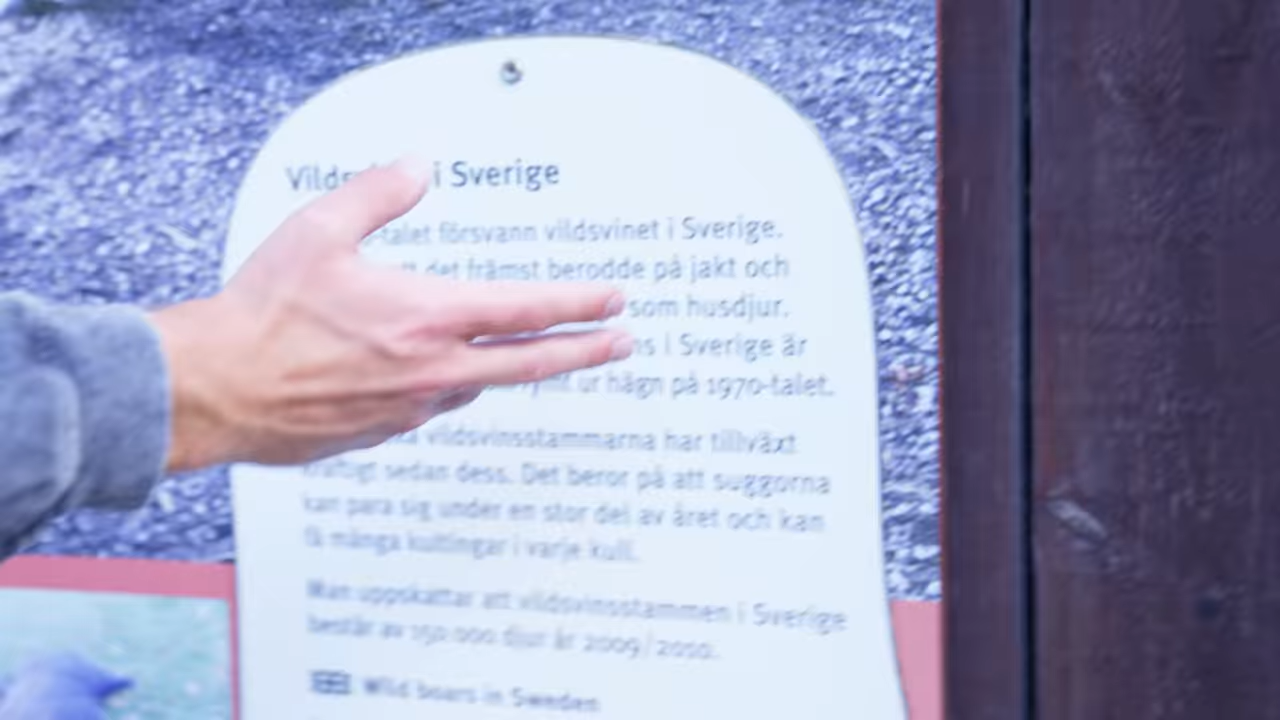 i Sverige
-talet försvann vildsvinet i Sverige.
det främst berodde på jakt och
som husdjur.
i Sverige är
ur hägn på 1970-talet.
vildsvinsstammarna har tillväxt
kraftigt sedan dess. Det beror på att suggorna
kan para sig under en stor del av året och kan
få många kultingar i varje kull.
Man uppskattar att vildsvinsstammen i Sverige
består av 150 000 djur år 2009/2010.
Wild boars in Sweden